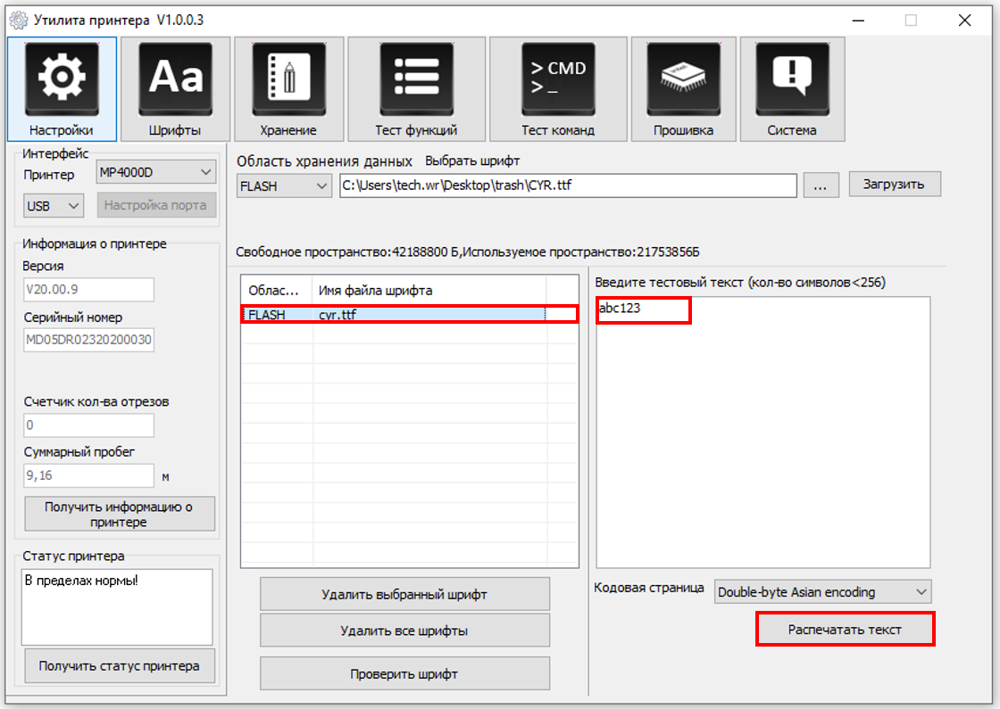 Утилита принтера V1.0.0.3
Aa
> CMD
> _
Настройки
Шрифты
Хранение
Тест функций
Тест команд
Прошивка
Система
Интерфейс
Принтер
MP4000D
USB
Настройка порта
Информация о принтере
Версия
V20.00.9
Серийный номер
MD05DR02320200030
Счетчик кол-ва отрезов
0
Суммарный пробег
9,16 м
Получить информацию о
принтере
Статус принтера
В пределах нормы!
Получить статус принтера
Область хранения данных Выбрать шрифт
FLASH
C:\Users\tech.wr\Desktop\trash\CYR.ttf
...
Загрузить
Свободное пространство:42188800 Б,Используемое пространство:21753856Б
Облас... Имя файла шрифта
FLASH cyr.ttf
Удалить выбранный шрифт
Удалить все шрифты
Проверить шрифт
Введите тестовый текст (кол-во символов<256)
abc123
Кодовая страница
Double-byte Asian encoding
Распечатать текст